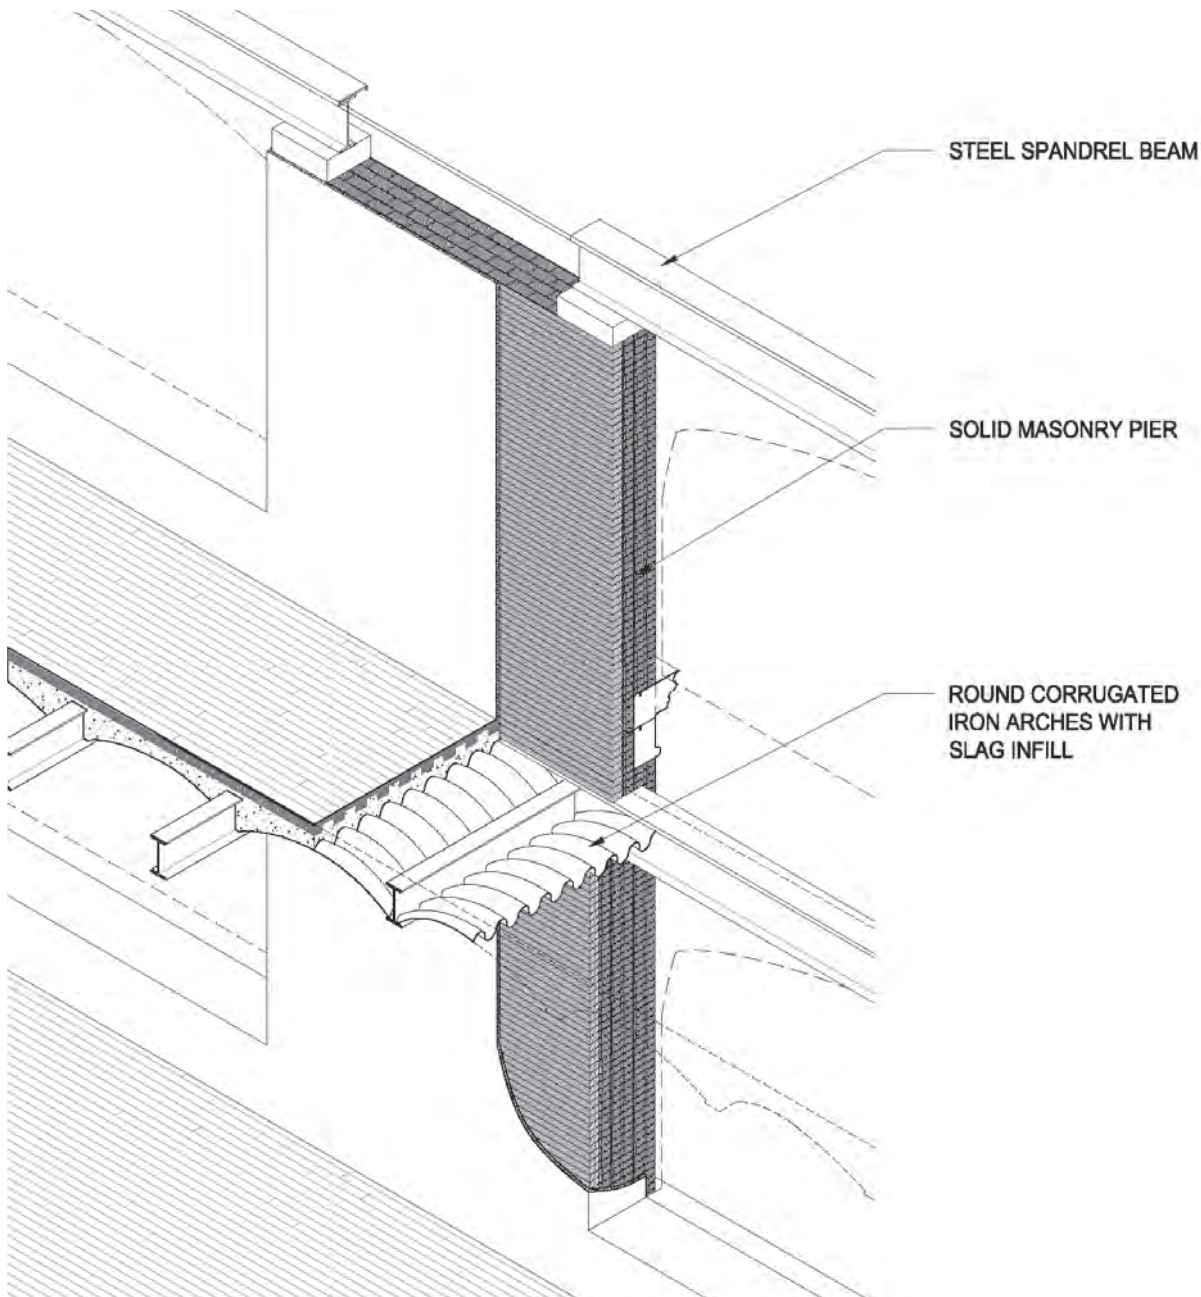 STEEL SPANDREL BEAM
SOLID MASONRY PIER
ROUND CORRUGATED
IRON ARCHES WITH
SLAG INFILL